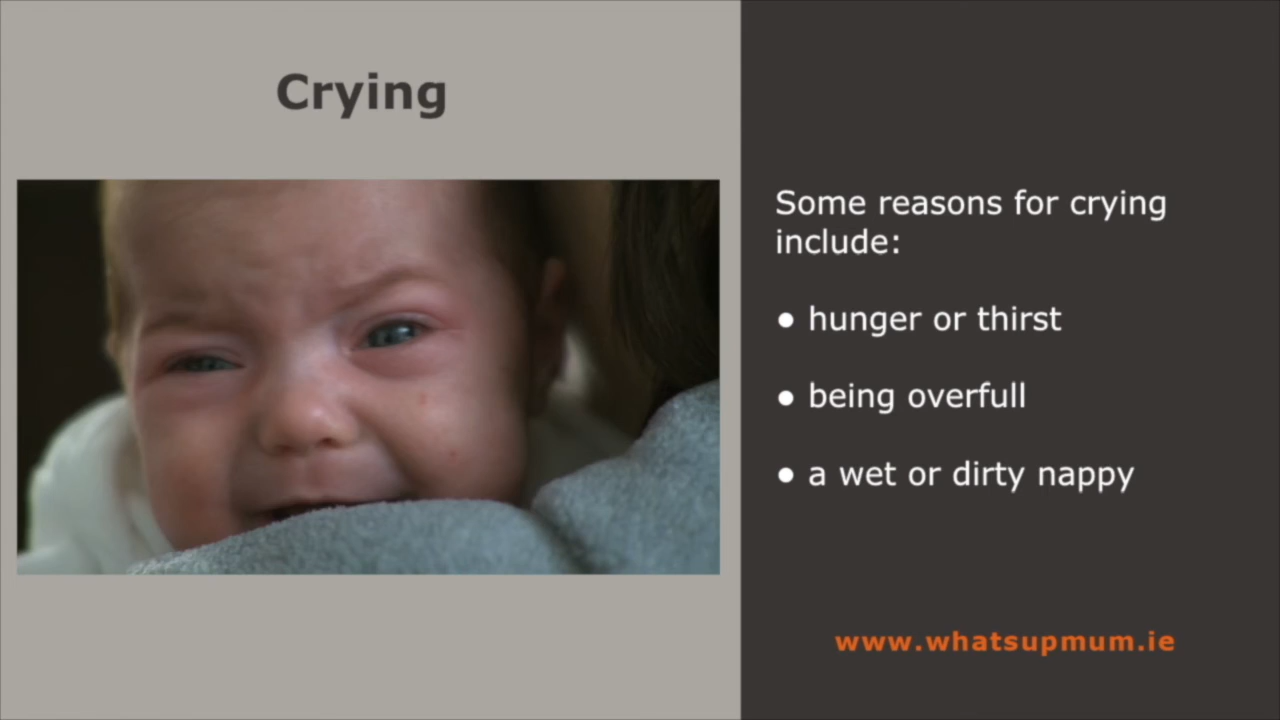 Crying
Some reasons for crying
include:
● hunger or thirst
● being overfull
● a wet or dirty nappy
www.whatsupmum.ie